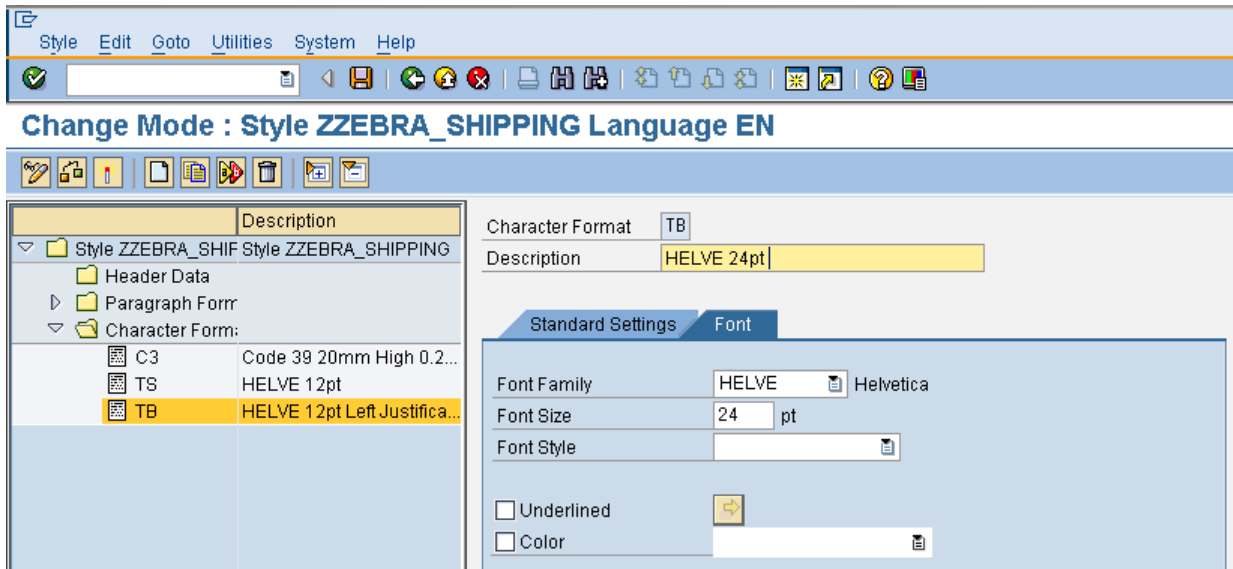 Style Edit Goto Utilities System Help
Change Mode : Style ZZEBRA_SHIPPING Language EN
Description
Style ZZEBRA_SHIF Style ZZEBRA_SHIPPING
Header Data
Paragraph Form
Character Forma
C3 Code 39 20mm High 0.2...
TS HELVE 12pt
TB HELVE 12pt Left Justifica...
Character Format TB
Description HELVE 24pt
Standard Settings Font
Font Family HELVE Helvetica
Font Size 24 pt
Font Style
Underlined
Color